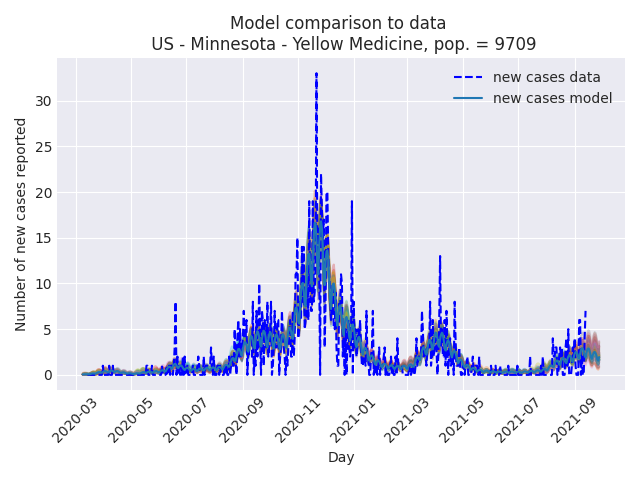 Model comparison to data
US - Minnesota - Yellow Medicine, pop. = 9709
new cases data
new cases model
Number of new cases reported
30
25
20
15
10
5
0
2020-03
2020-05
2020-07
2020-09
2020-11
2021-01
2021-03
2021-05
2021-07
2021-09
Day